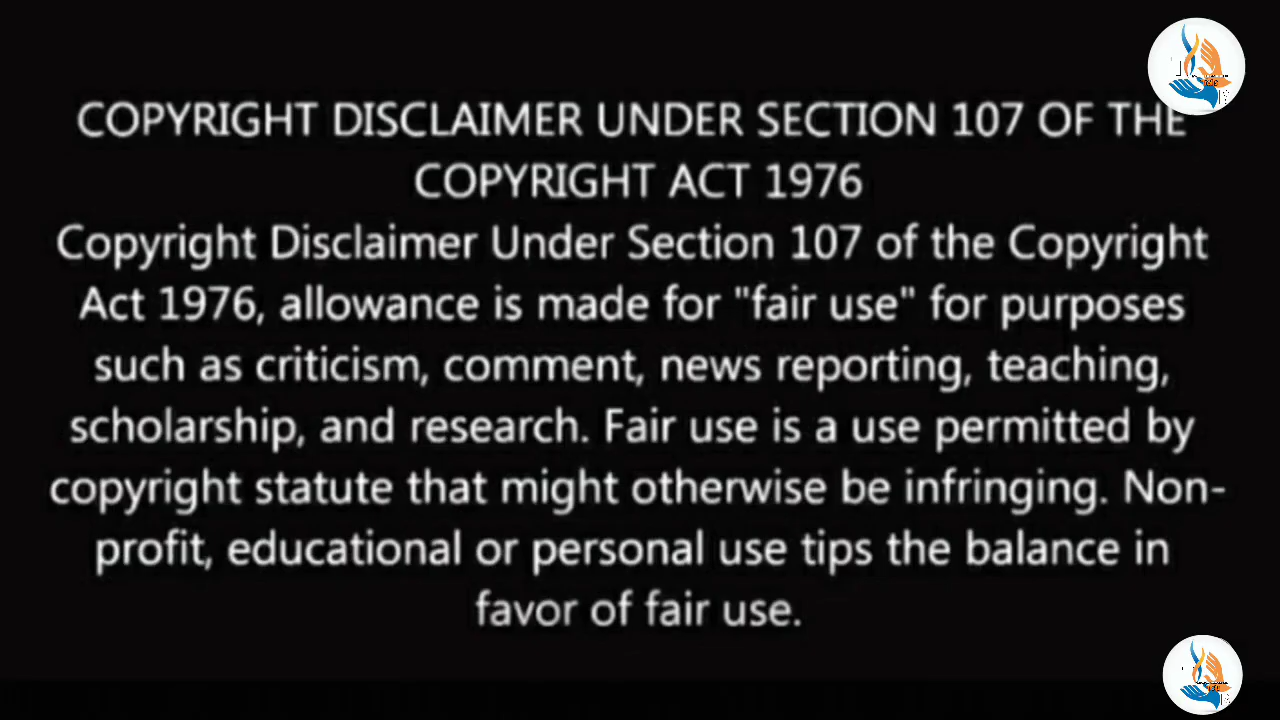 COPYRIGHT DISCLAIMER UNDER SECTION 107 OF THE
COPYRIGHT ACT 1976
Copyright Disclaimer Under Section 107 of the Copyright
Act 1976, allowance is made for "fair use" for purposes
such as criticism, comment, news reporting, teaching,
scholarship, and research. Fair use is a use permitted by
copyright statute that might otherwise be infringing. Non-
profit, educational or personal use tips the balance in
favor of fair use.